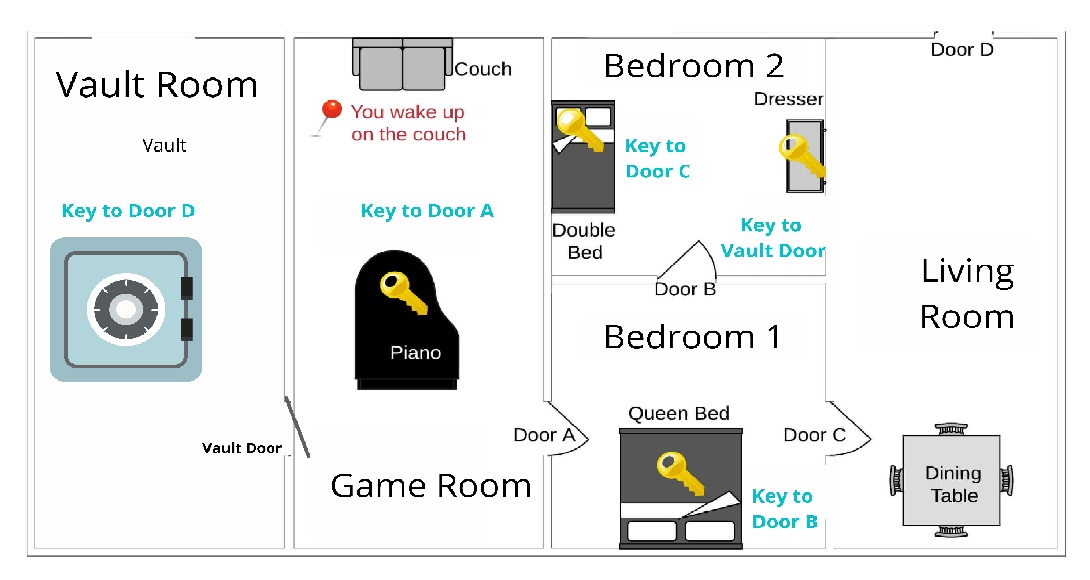 Vault Room
Vault
Key to Door D
Vault Door
Couch
You wake up
on the couch
Key to Door A
Piano
Game Room
Door A
Bedroom 2
Dresser
Key to
Door C
Double
Bed
Key to
Vault Door
Door B
Bedroom 1
Queen Bed
Key to
Door B
Door C
Door D
Living
Room
Dining
Table